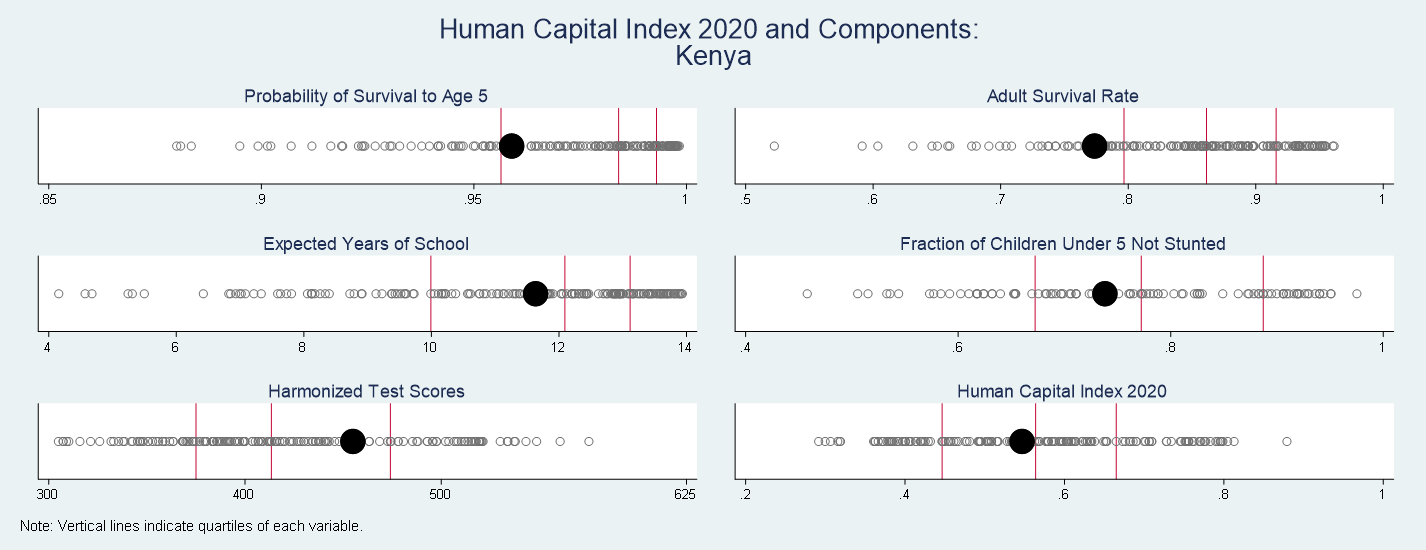 Human Capital Index 2020 and Components:
Kenya
Probability of Survival to Age 5
.85 .9 .95 1
Adult Survival Rate
.5 .6 .7 .8 .9 1
Expected Years of School
4 6 8 10 12 14
Fraction of Children Under 5 Not Stunted
.4 .6 .8 1
Harmonized Test Scores
300 400 500 625
Human Capital Index 2020
.2 .4 .6 .8 1
Note: Vertical lines indicate quartiles of each variable.